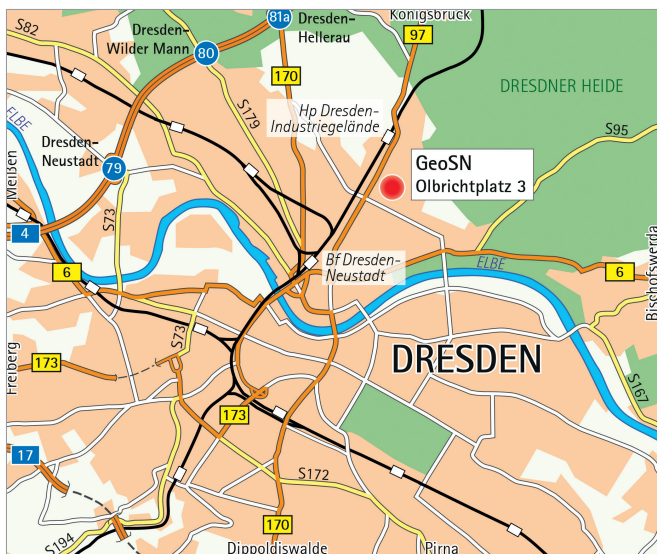 81a
Dresden-
Hellerau
Königsbrück
S82
Dresden-
Wilder Mann
80
97
170
DRESDNER HEIDE
Hp Dresden-
Industriegelände
S179
S95
ELBE
Dresden-
Neustadt
79
GeoSN
Olbrichtplatz 3
Meißen
S73
4
6
Bf Dresden-
Neustadt
ELBE
6
Bischofswerda
S73
DRESDEN
173
Freiberg
S167
173
17
S172
S194
170
Dippoldiswalde
Pirna